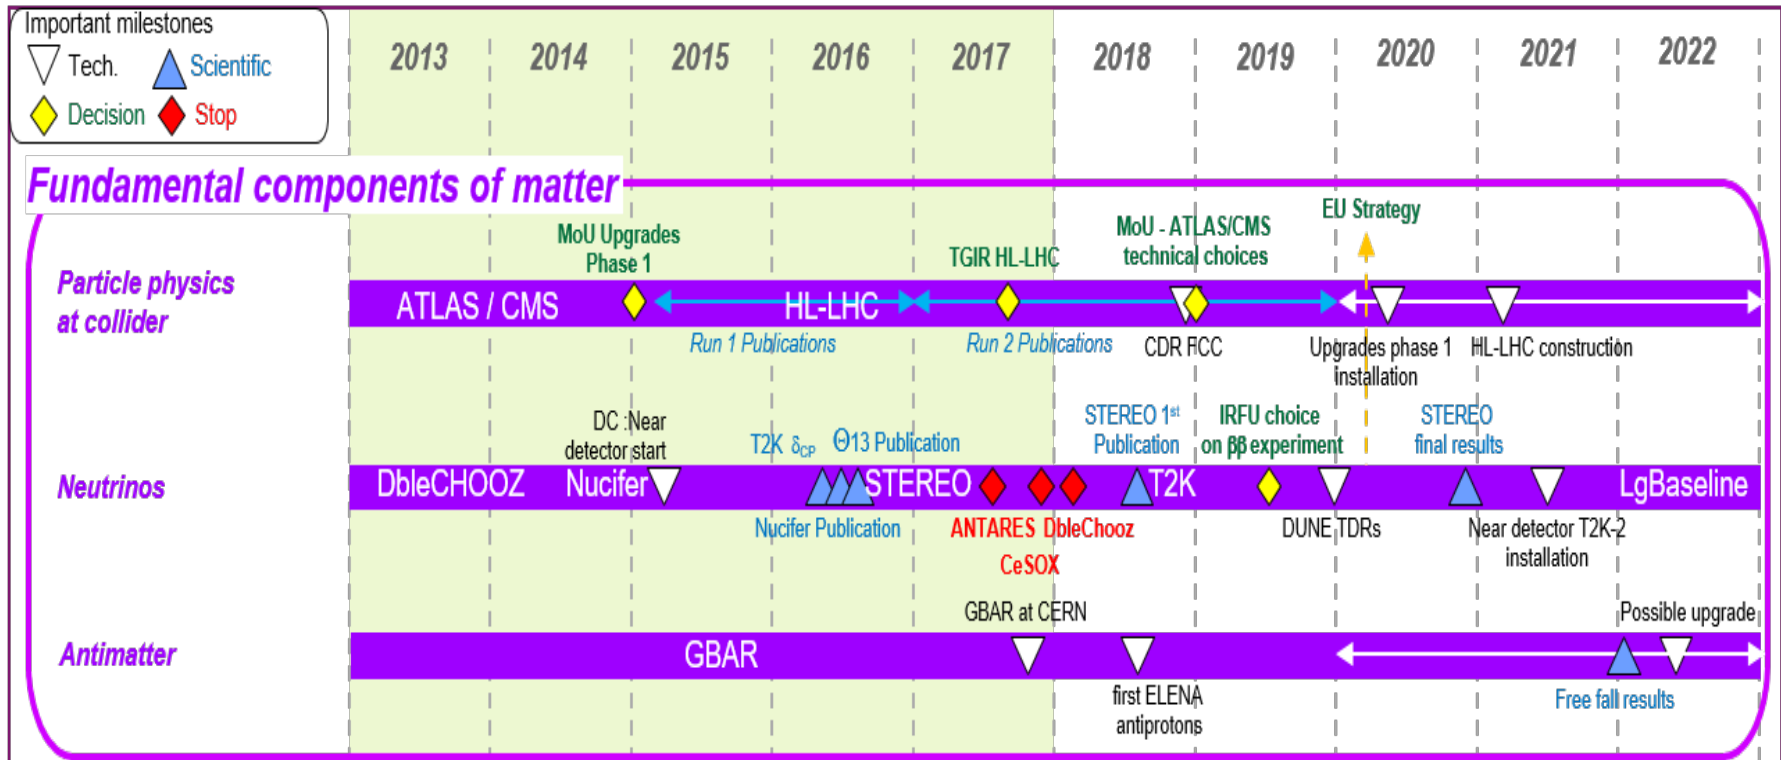 Important milestones
Tech. Scientific
Decision Stop
2013 2014 2015 2016 2017 2018 2019 2020 2021 2022
Fundamental components of matter
Particle physics
at collider
MoU Upgrades
Phase 1
TGIR HL-LHC
MoU - ATLAS/CMS
technical choices
EU Strategy
ATLAS / CMS HL-LHC
Run 1 Publications Run 2 Publications CDR FCC
Upgrades phase 1
installation
HL-LHC construction
Neutrinos
DC :Near
detector start
T2K δCP Θ13 Publication
STEREO 1st
Publication
IRFU choice
on ββ experiment
STEREO
final results
DbleCHOOZ Nucifer STEREO T2K LgBaseline
Nucifer Publication ANTARES DbleChooz
CeSOX
DUNE TDRs
Near detector T2K-2
installation
Antimatter
GBAR at CERN Possible upgrade
GBAR
first ELENA
antiprotons
Free fall results